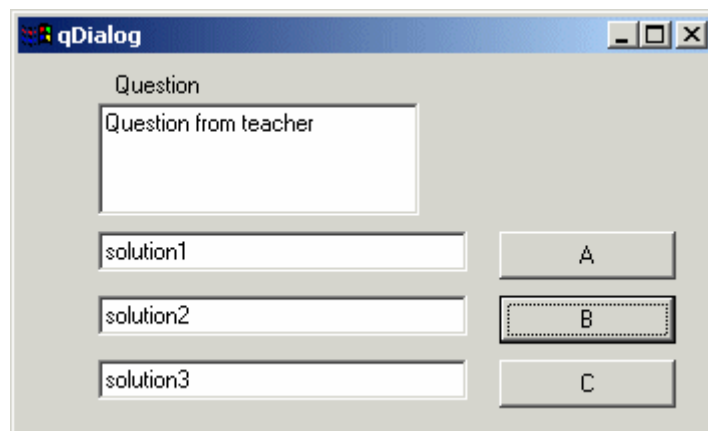 qDialog
Question
Question from teacher
solution1
A
solution2
B
solution3
C